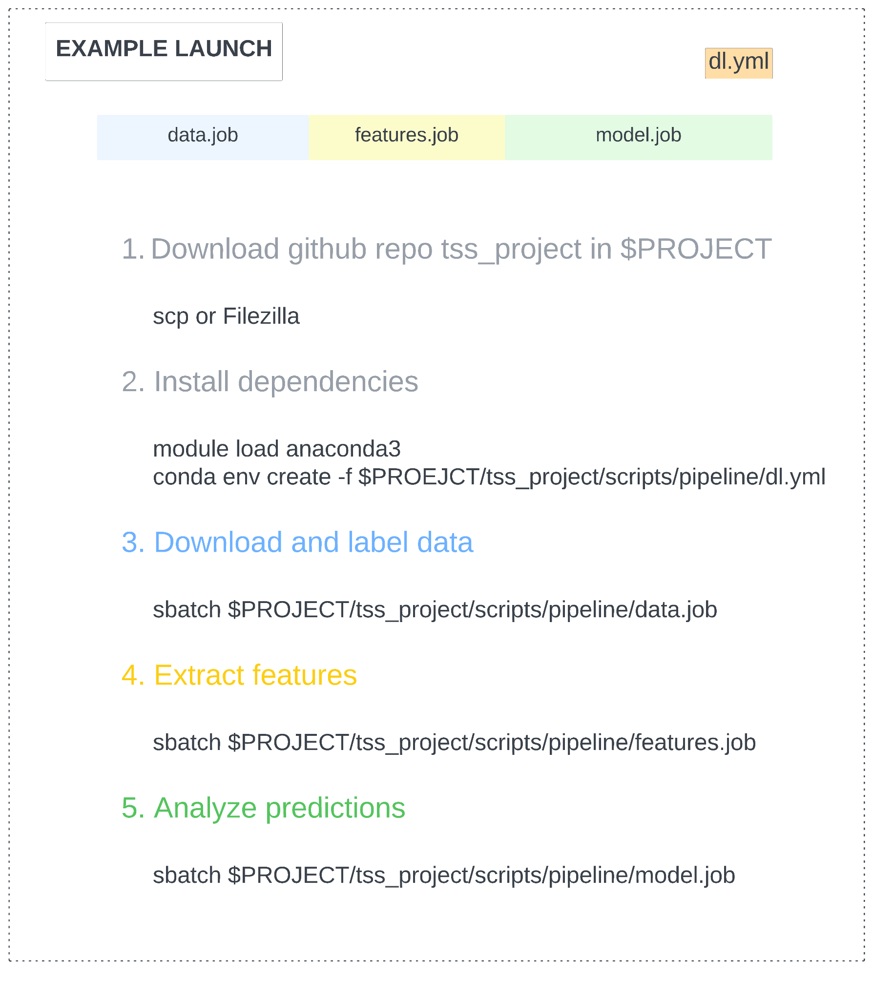 EXAMPLE LAUNCH
dl.yml
data.job
features.job
model.job
1. Download github repo tss_project in $PROJECT
scp or Filezilla
2. Install dependencies
module load anaconda3
conda env create -f $PROEJCT/tss_project/scripts/pipeline/dl.yml
3. Download and label data
sbatch $PROJECT/tss_project/scripts/pipeline/data.job
4. Extract features
sbatch $PROJECT/tss_project/scripts/pipeline/features.job
5. Analyze predictions
sbatch $PROJECT/tss_project/scripts/pipeline/model.job